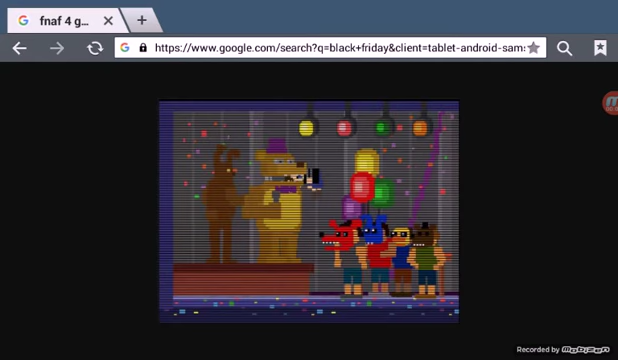 fnaf 4 g...
https://www.google.com/search?q=black+friday&client=tablet-android-sam
Recorded by